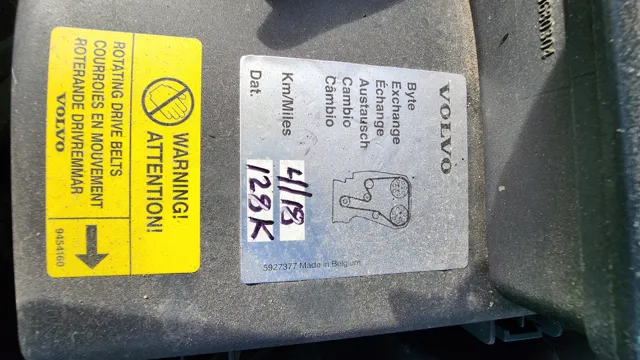 VOLVO
Byte
Exchange
Échange
Austausch
Cambio
Câmbio
Km/Miles 4/18
Dat. 128K
5927377 Made in Belgium
WARNING!
ATTENTION!
ROTATING DRIVE BELTS
COURROIES EN MOUVEMENT
ROTERANDE DRIVREMMAR
VOLVO
9454160